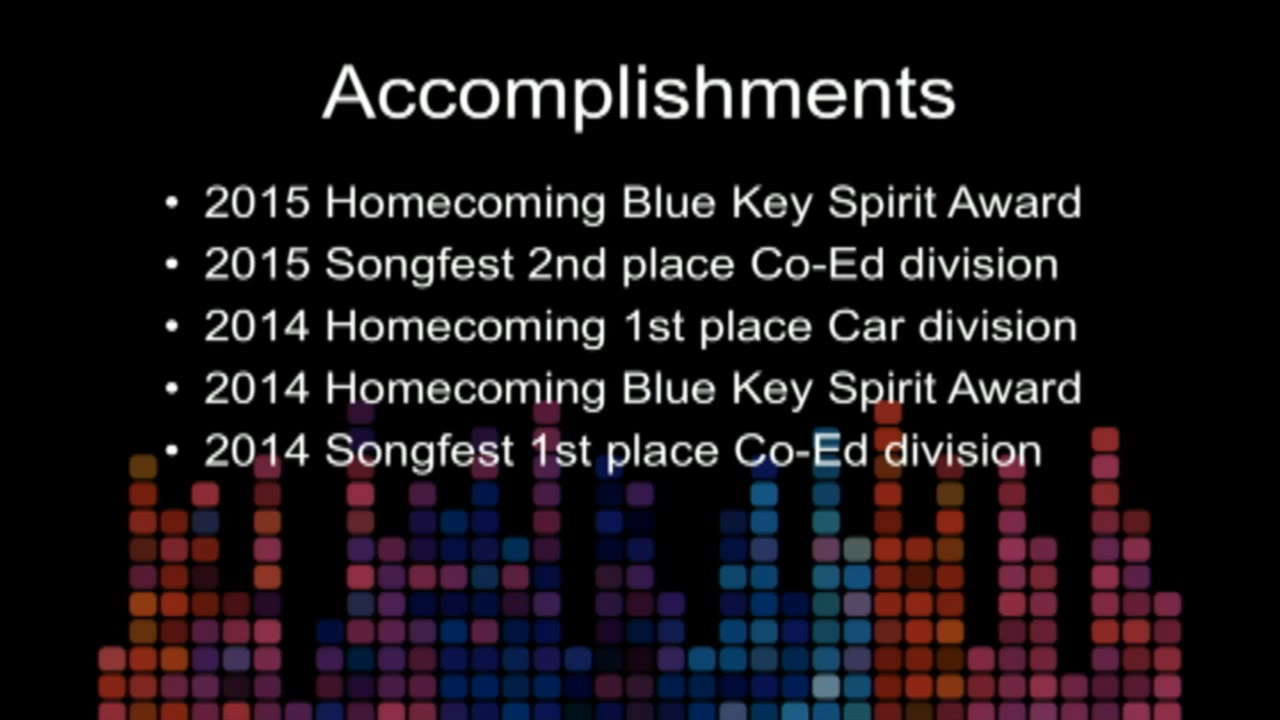 Accomplishments
• 2015 Homecoming Blue Key Spirit Award
• 2015 Songfest 2nd place Co-Ed division
• 2014 Homecoming 1st place Car division
• 2014 Homecoming Blue Key Spirit Award
• 2014 Songfest 1st place Co-Ed division